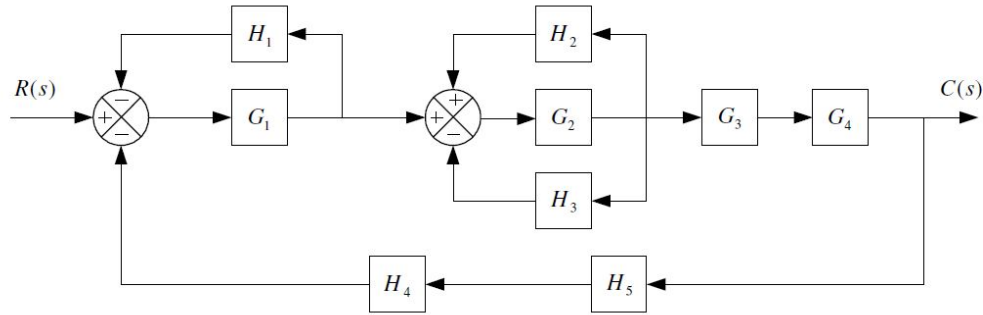 H₁
H₂
R(s)
C(s)
−
+
−
G₁
+
+
−
G₂
G₃
G₄
H₃
H₄
H₅